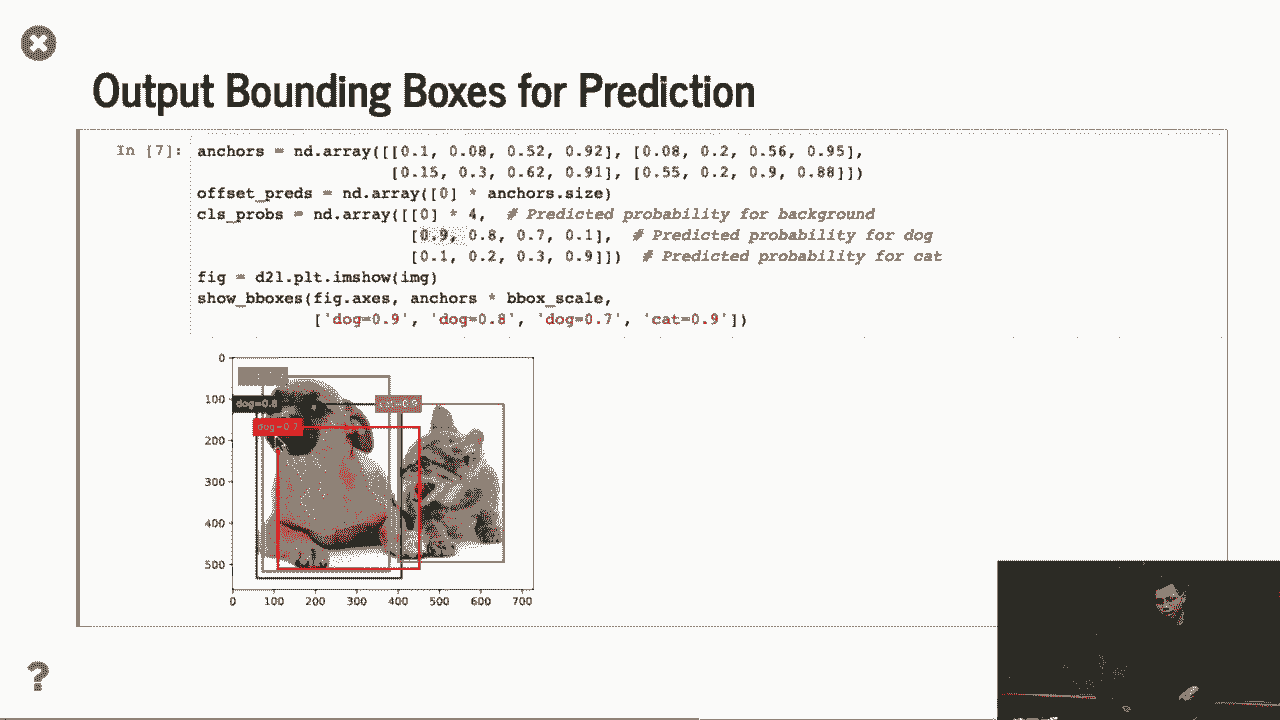 Output Bounding Boxes for Prediction
In [7]:
anchors = nd.array([[0.1, 0.08, 0.52, 0.92], [0.08, 0.2, 0.56, 0.95],
[0.15, 0.3, 0.62, 0.91], [0.55, 0.2, 0.9, 0.88]])
offset_preds = nd.array([0] * anchors.size)
cls_probs = nd.array([[0] * 4,  # Predicted probability for background
[0.9, 0.8, 0.7, 0.1],  # Predicted probability for dog
[0.1, 0.2, 0.3, 0.9]])  # Predicted probability for cat
fig = d2l.plt.imshow(img)
show_bboxes(fig.axes, anchors * bbox_scale,
['dog=0.9', 'dog=0.8', 'dog=0.7', 'cat=0.9'])
0
100
dog=0.8
cat=0.9
dog=0.7
200
300
400
500
0 100 200 300 400 500 600 700
?